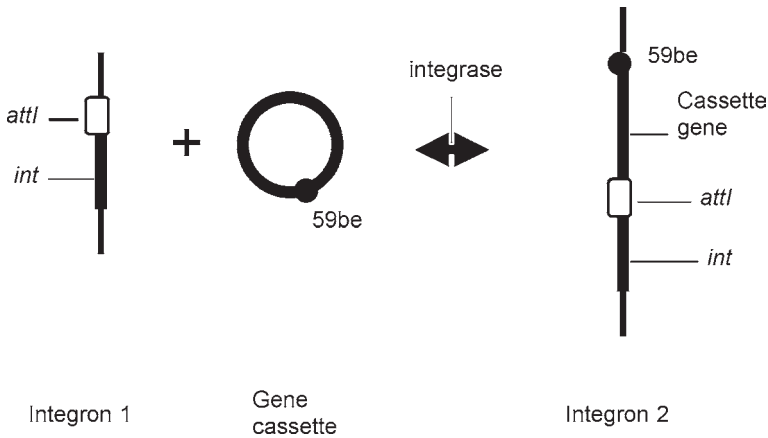 attI
int
+
59be
integrase
59be
Cassette
gene
attI
int
Integron 1
Gene
cassette
Integron 2